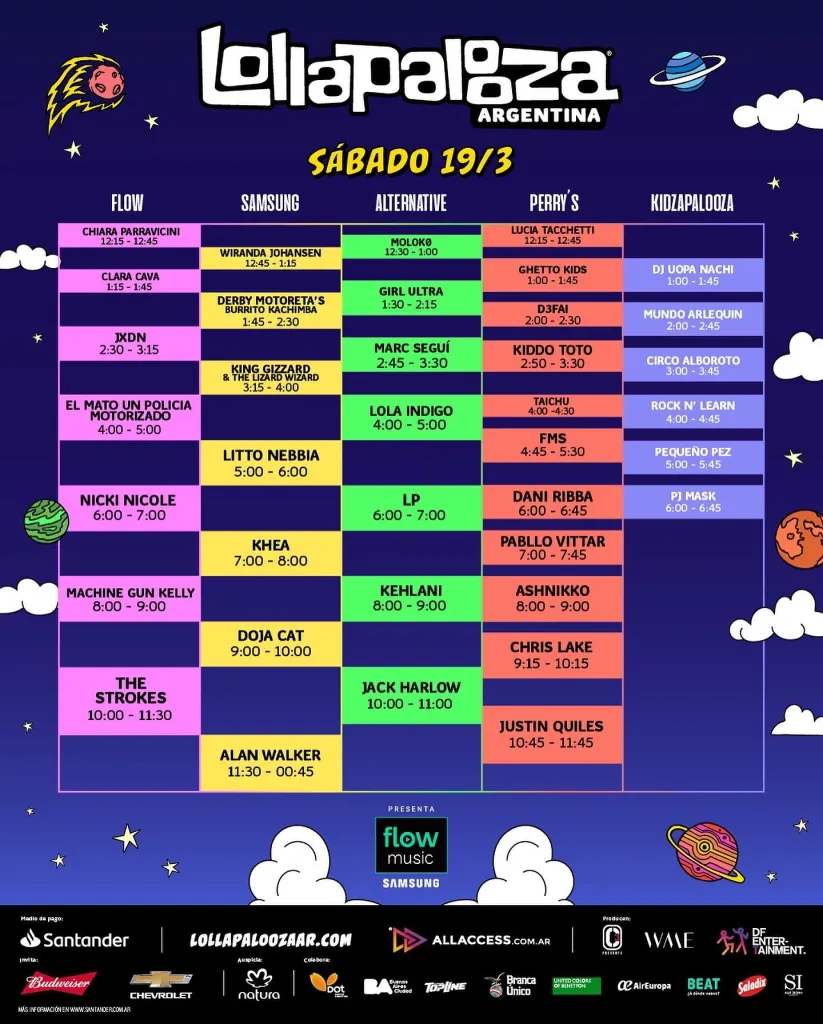 Lollapalooza
ARGENTINA
SÁBADO 19/3
FLOW
CHIARA PARRAVICINI
12:15 - 12:45
CLARA CAVA
1:15 - 1:45
JXDN
2:30 - 3:15
EL MATO UN POLICIA
MOTORIZADO
4:00 - 5:00
NICKI NICOLE
6:00 - 7:00
MACHINE GUN KELLY
8:00 - 9:00
THE
STROKES
10:00 - 11:30
SAMSUNG
WIRANDA JOHANSEN
12:45 - 1:15
DERBY MOTORETA'S
BURRITO KACHIMBA
1:45 - 2:30
KING GIZZARD
& THE LIZARD WIZARD
3:15 - 4:00
LITTO NEBBIA
5:00 - 6:00
KHEA
7:00 - 8:00
DOJA CAT
9:00 - 10:00
ALAN WALKER
11:30 - 00:45
ALTERNATIVE
MOLOK0
12:30 - 1:00
GIRL ULTRA
1:30 - 2:15
MARC SEGUÍ
2:45 - 3:30
LOLA INDIGO
4:00 - 5:00
LP
6:00 - 7:00
KEHLANI
8:00 - 9:00
JACK HARLOW
10:00 - 11:00
PERRY'S
LUCIA TACCHETTI
12:15 - 12:45
GHETTO KIDS
1:00 - 1:45
D3FAI
2:00 - 2:30
KIDDO TOTO
2:50 - 3:30
TAICHU
4:00 -4:30
FMS
4:45 - 5:30
DANI RIBBA
6:00 - 6:45
PABLLO VITTAR
7:00 - 7:45
ASHNIKKO
8:00 - 9:00
CHRIS LAKE
9:15 - 10:15
JUSTIN QUILES
10:45 - 11:45
KIDZAPALOOZA
DJ UOPA NACHI
1:00 - 1:45
MUNDO ARLEQUIN
2:00 - 2:45
CIRCO ALBOROTO
3:00 - 3:45
ROCK N' LEARN
4:00 - 4:45
PEQUEÑO PEZ
5:00 - 5:45
PJ MASK
6:00 - 6:45
PRESENTA
flow
music
SAMSUNG
Medio de pago:
Santander
LOLLAPALOOZAAR.COM
ALLACCESS.COM.AR
Producen:
WME
DF
ENTER-
TAINMENT.
Invita:
Budweiser
CHEVROLET
Auspicia:
natura
Colabora:
Dot
BA Buenos
Aires
Ciudad
TOPLINE
Branca
Único
UNITED COLORS
OF BENETTON
AirEuropa
BEAT
¿A dónde vamos?
Saladix
SI
MÁS INFORMACIÓN EN WWW.SANTANDER.COM.AR